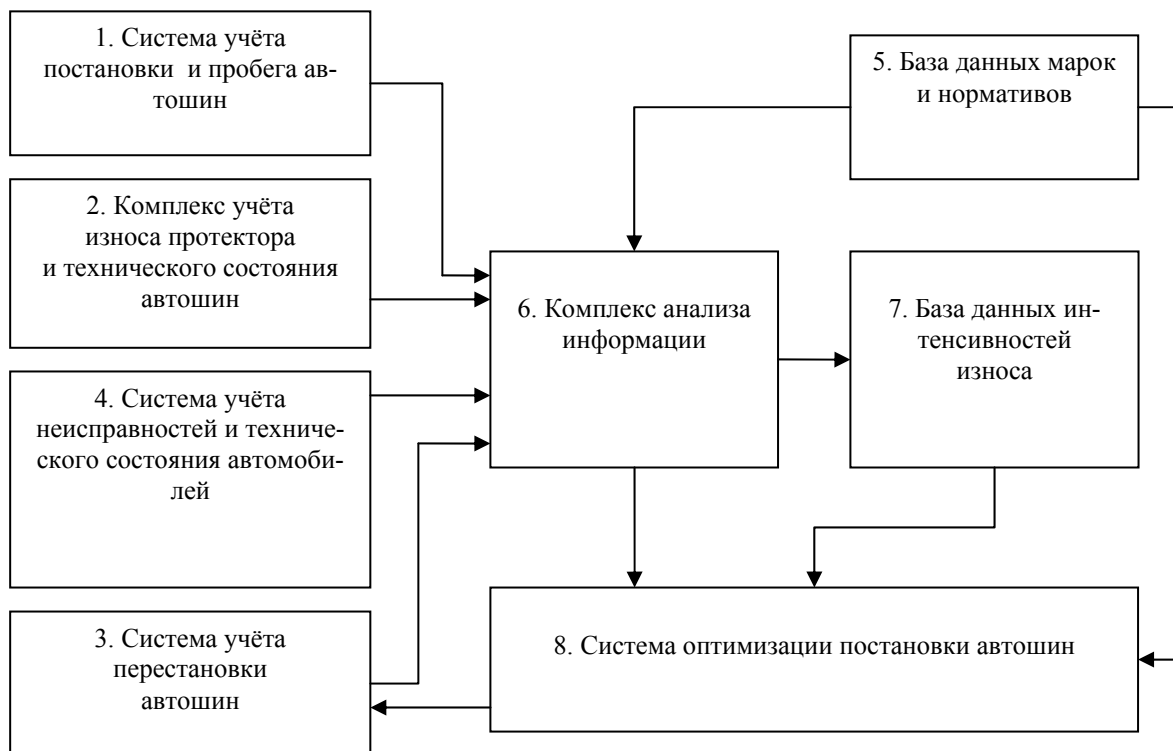 1. Система учёта
постановки и пробега ав-
тошин
5. База данных марок
и нормативов
2. Комплекс учёта
износа протектора
и технического состояния
автошин
6. Комплекс анализа
информации
7. База данных ин-
тенсивностей
износа
4. Система учёта
неисправностей и техниче-
ского состояния автомоби-
лей
3. Система учёта
перестановки
автошин
8. Система оптимизации постановки автошин